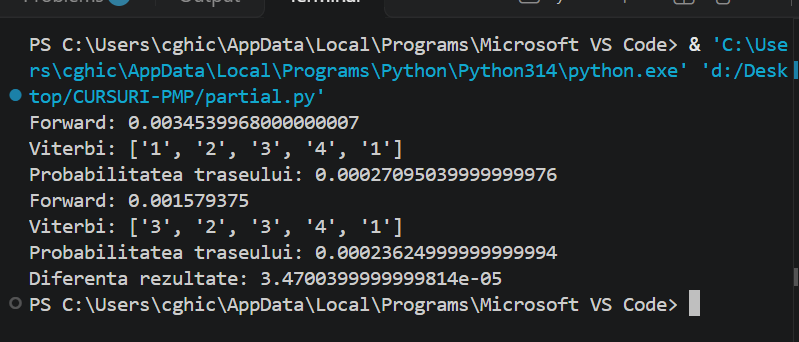 Output
Terminal
PS C:\Users\cghic\AppData\Local\Programs\Microsoft VS Code> & 'C:\Use
rs\cghic\AppData\Local\Programs\Python\Python314\python.exe' 'd:/Desk
top/CURSURI-PMP/partial.py'
Forward: 0.0034539968000000007
Viterbi: ['1', '2', '3', '4', '1']
Probabilitatea traseului: 0.00027095039999999976
Forward: 0.001579375
Viterbi: ['3', '2', '3', '4', '1']
Probabilitatea traseului: 0.00023624999999999994
Diferenta rezultate: 3.4700399999999814e-05
PS C:\Users\cghic\AppData\Local\Programs\Microsoft VS Code>